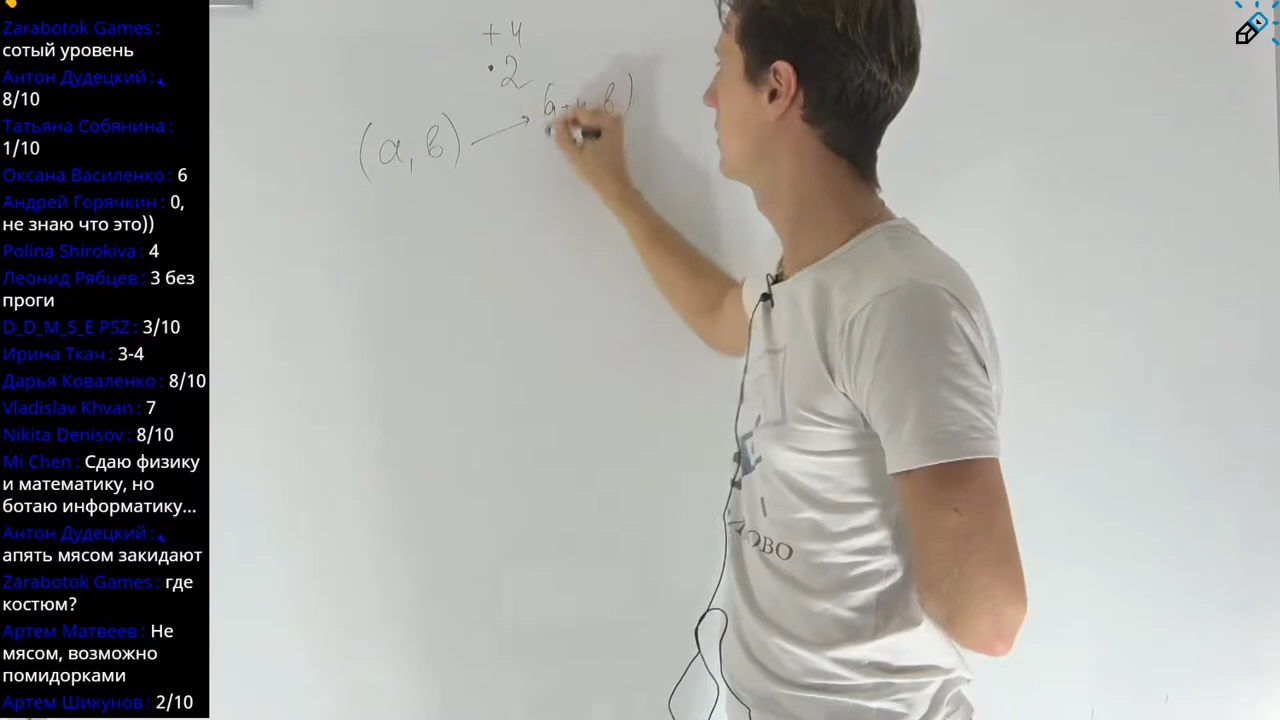 Zarabotok Games :
сотый уровень
Антон Дудецкий :
8/10
Татьяна Собянина :
1/10
Оксана Василенко : 6
Андрей Горячкин : 0,
не знаю что это))
Polina Shirokiva : 4
Леонид Рябцев : 3 без
проги
D_D_M_S_E PSZ : 3/10
Ирина Ткач : 3-4
Дарья Коваленко : 8/10
Vladislav Khvan : 7
Nikita Denisov : 8/10
Mi Chen : Сдаю физику
и математику, но
ботаю информатику...
Антон Дудецкий :
апять мясом закидают
Zarabotok Games : где
костюм?
Артем Матвеев : Не
мясом, возможно
помидорками
Артем Шикунов : 2/10
+4
·2
(a, b)